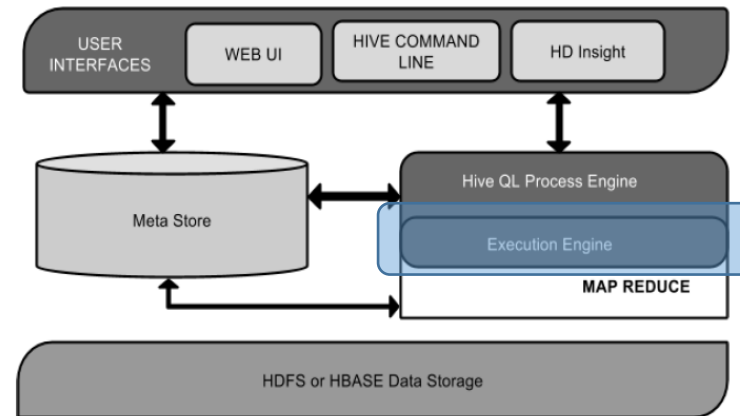 USER
INTERFACES
WEB UI
HIVE COMMAND
LINE
HD Insight
Meta Store
Hive QL Process Engine
Execution Engine
MAP REDUCE
HDFS or HBASE Data Storage